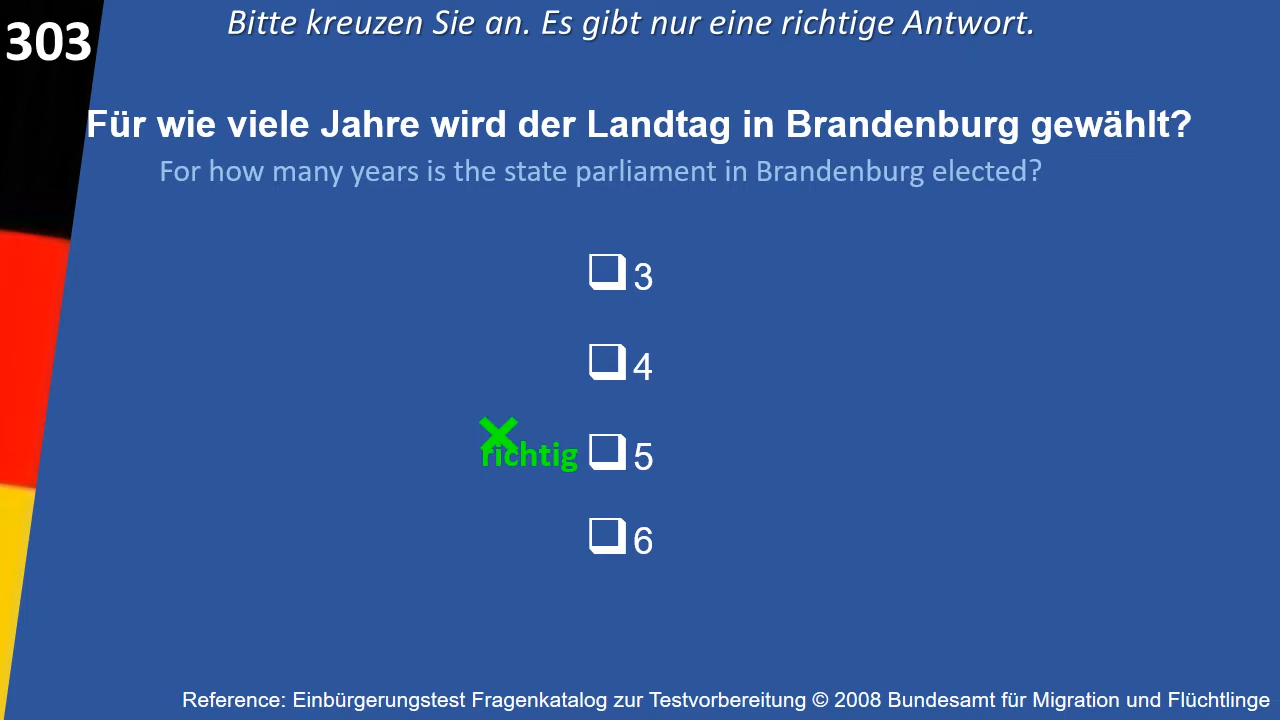 303
Bitte kreuzen Sie an. Es gibt nur eine richtige Antwort.
Für wie viele Jahre wird der Landtag in Brandenburg gewählt?
For how many years is the state parliament in Brandenburg elected?
3
4
richtig 5
6
Reference: Einbürgerungstest Fragenkatalog zur Testvorbereitung © 2008 Bundesamt für Migration und Flüchtlinge